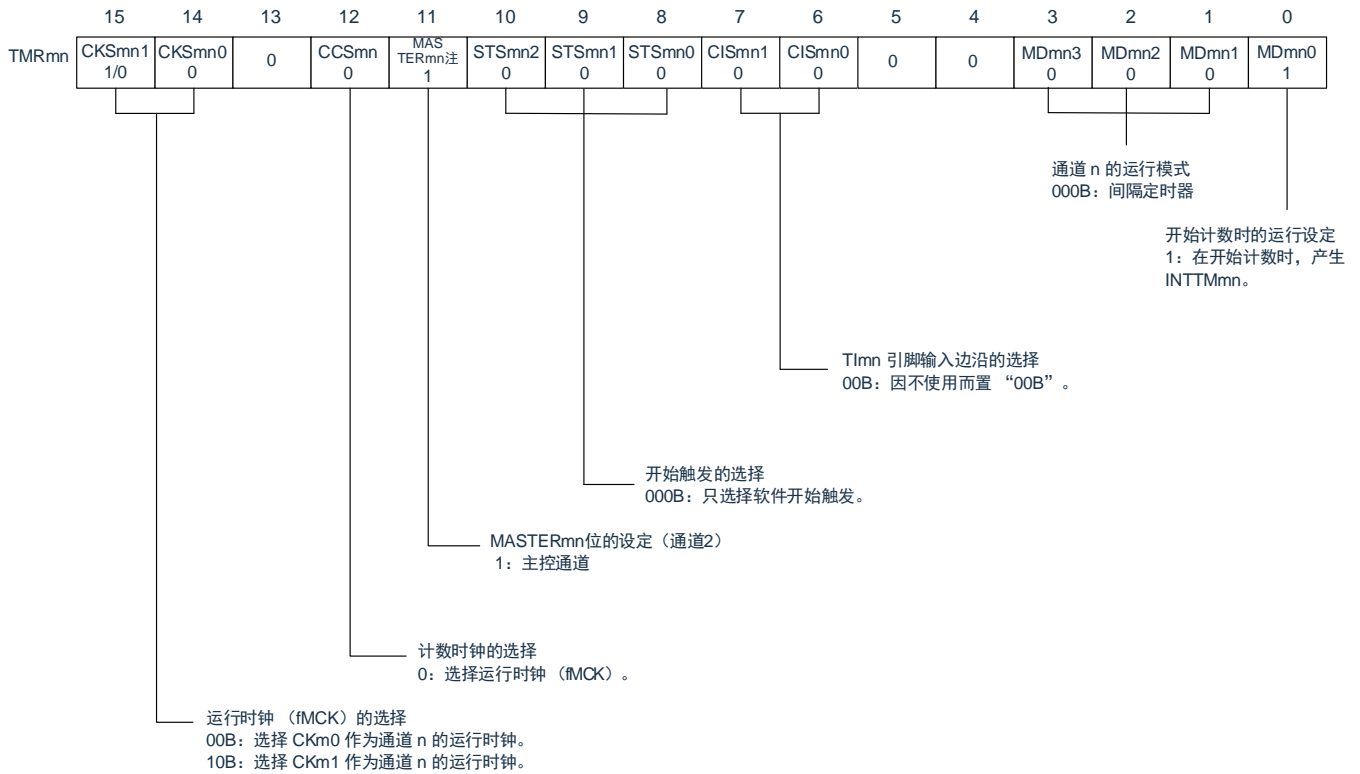 15 14 13 12 11 10 9 8 7 6 5 4 3 2 1 0
TMRmn CKSmn1 CKSmn0 0 CCSmn MAS TERmn注 STSmn2 STSmn1 STSmn0 CISmn1 CISmn0 0 0 MDmn3 MDmn2 MDmn1 MDmn0
1/0 0 0 1 0 0 0 0 0 0 0 0 1
通道 n 的运行模式
000B：间隔定时器
开始计数时的运行设定
1：在开始计数时，产生
INTTMmn。
TImn 引脚输入边沿的选择
00B：因不使用而置 “00B”。
开始触发的选择
000B：只选择软件开始触发。
MASTERmn位的设定（通道2）
1：主控通道
计数时钟的选择
0：选择运行时钟 （fMCK）。
运行时钟 （fMCK）的选择
00B：选择 CKm0 作为通道 n 的运行时钟。
10B：选择 CKm1 作为通道 n 的运行时钟。